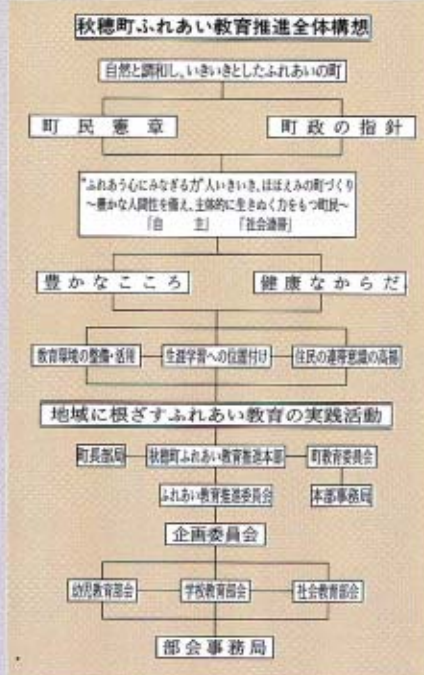 秋穂町ふれあい教育推進全体構想
自然と調和し、いきいきとしたふれあいの町
町民憲章
町政の指針
"ふれあう心にみなぎる力"人いきいき、ほほえみの町づくり
～豊かな人間性を備え、主体的に生きぬく力をもつ町民～
「自 主」 「社会連帯」
豊かなこころ
健康なからだ
教育環境の整備・活用
生涯学習への位置付け
住民の連帯意識の高揚
地域に根ざすふれあい教育の実践活動
町長部局
秋穂町ふれあい教育推進本部
町教育委員会
ふれあい教育推進委員会
本部事務局
企画委員会
幼児教育部会
学校教育部会
社会教育部会
部会事務局